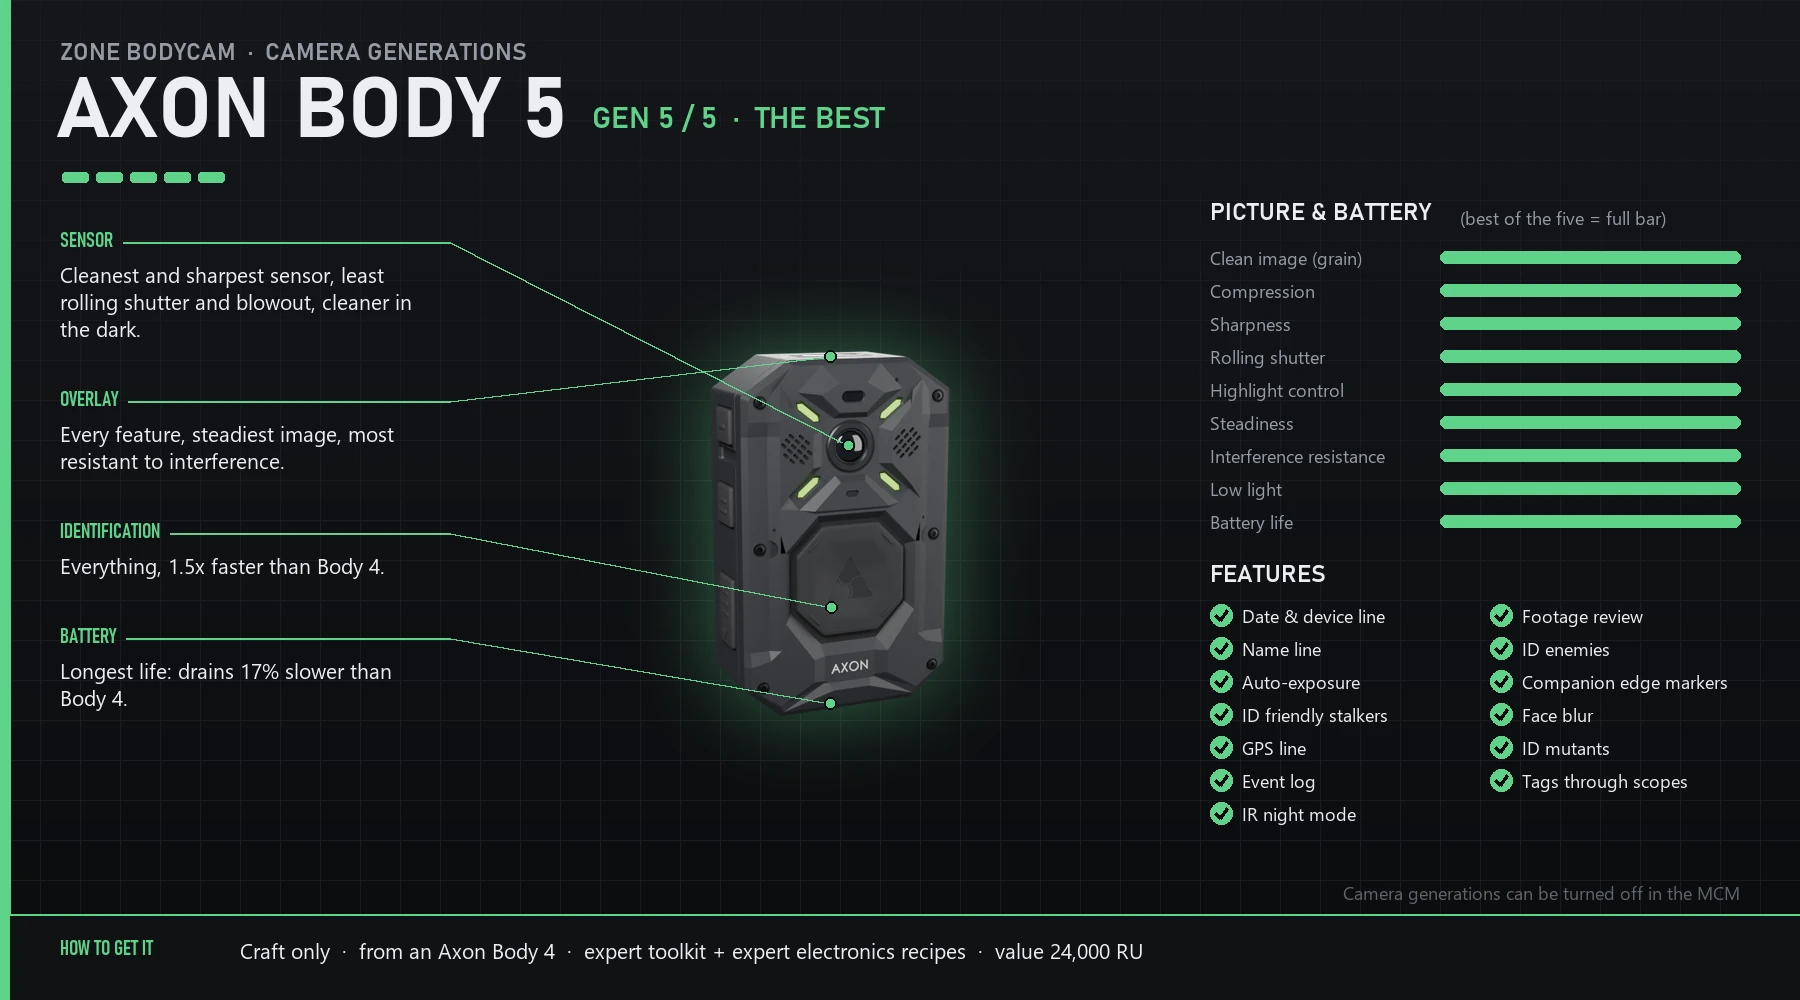 ZONE BODYCAM · CAMERA GENERATIONS
AXON BODY 5 GEN 5 / 5 · THE BEST
SENSOR
Cleanest and sharpest sensor, least
rolling shutter and blowout, cleaner in
the dark.
OVERLAY
Every feature, steadiest image, most
resistant to interference.
IDENTIFICATION
Everything, 1.5x faster than Body 4.
BATTERY
Longest life: drains 17% slower than
Body 4.
AXON
PICTURE & BATTERY (best of the five = full bar)
Clean image (grain)
Compression
Sharpness
Rolling shutter
Highlight control
Steadiness
Interference resistance
Low light
Battery life
FEATURES
Date & device line
Name line
Auto-exposure
ID friendly stalkers
GPS line
Event log
IR night mode
Footage review
ID enemies
Companion edge markers
Face blur
ID mutants
Tags through scopes
Camera generations can be turned off in the MCM
HOW TO GET IT
Craft only · from an Axon Body 4 · expert toolkit + expert electronics recipes · value 24,000 RU